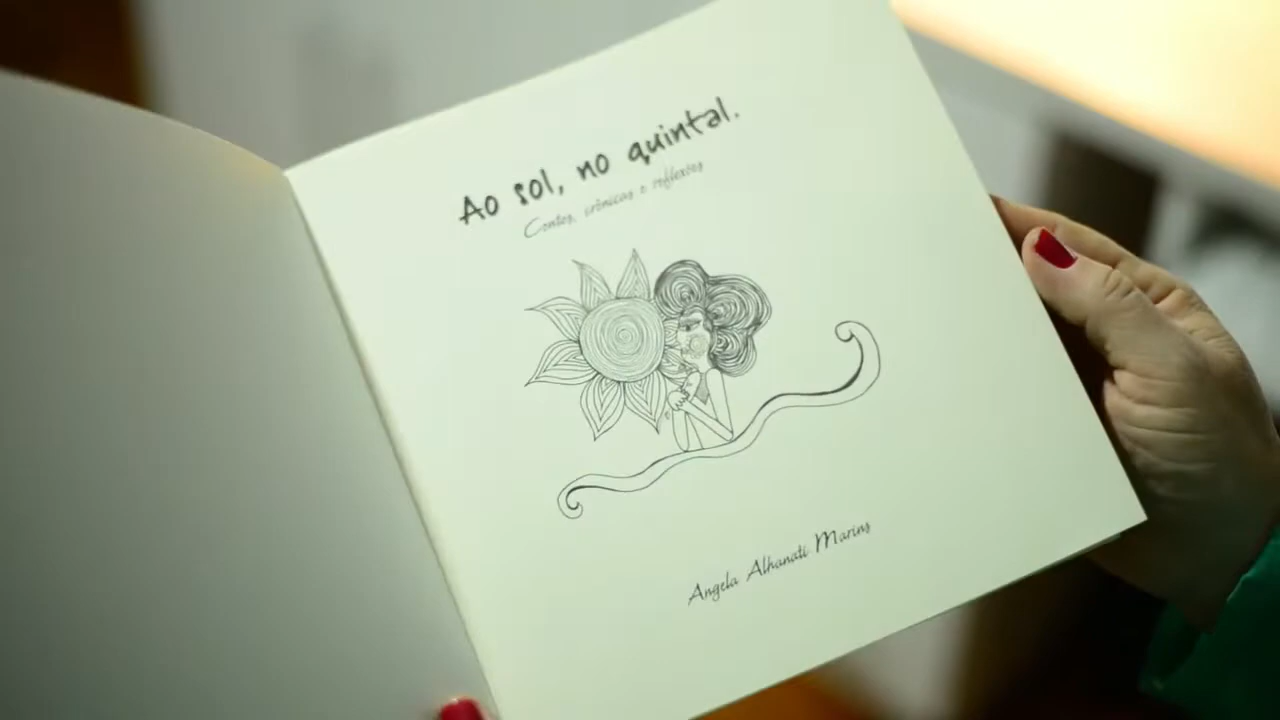 Ao sol, no quintal.
Contos, crônicas e reflexões
Angela Alhanati Marins